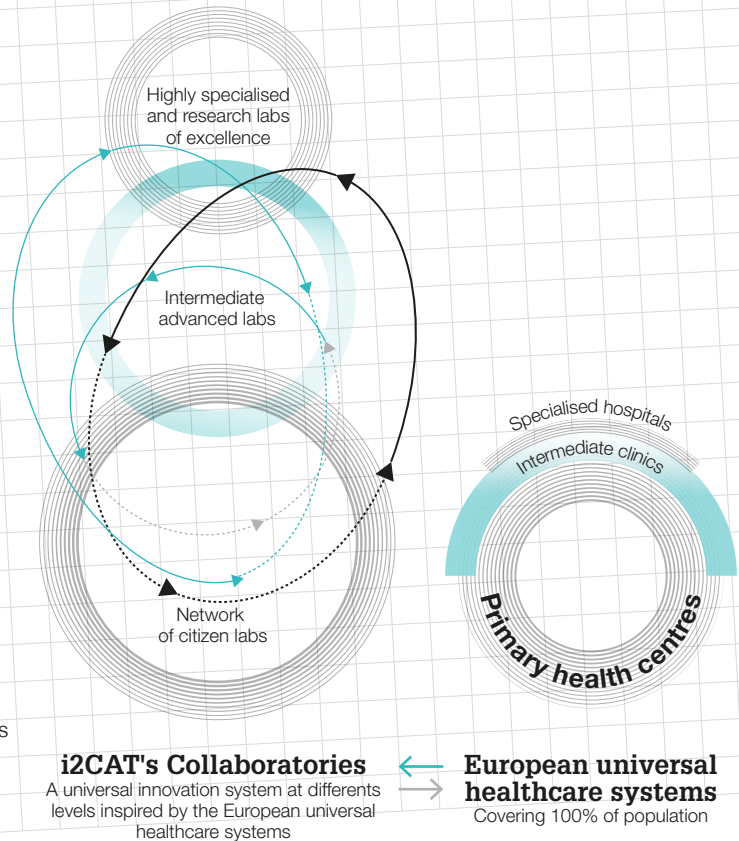 Highly specialised
and research labs
of excellence
Intermediate
advanced labs
Network
of citizen labs
Specialised hospitals
Intermediate clinics
Primary health centres
s
i2CAT's Collaboratories
A universal innovation system at differents
levels inspired by the European universal
healthcare systems
European universal
healthcare systems
Covering 100% of population